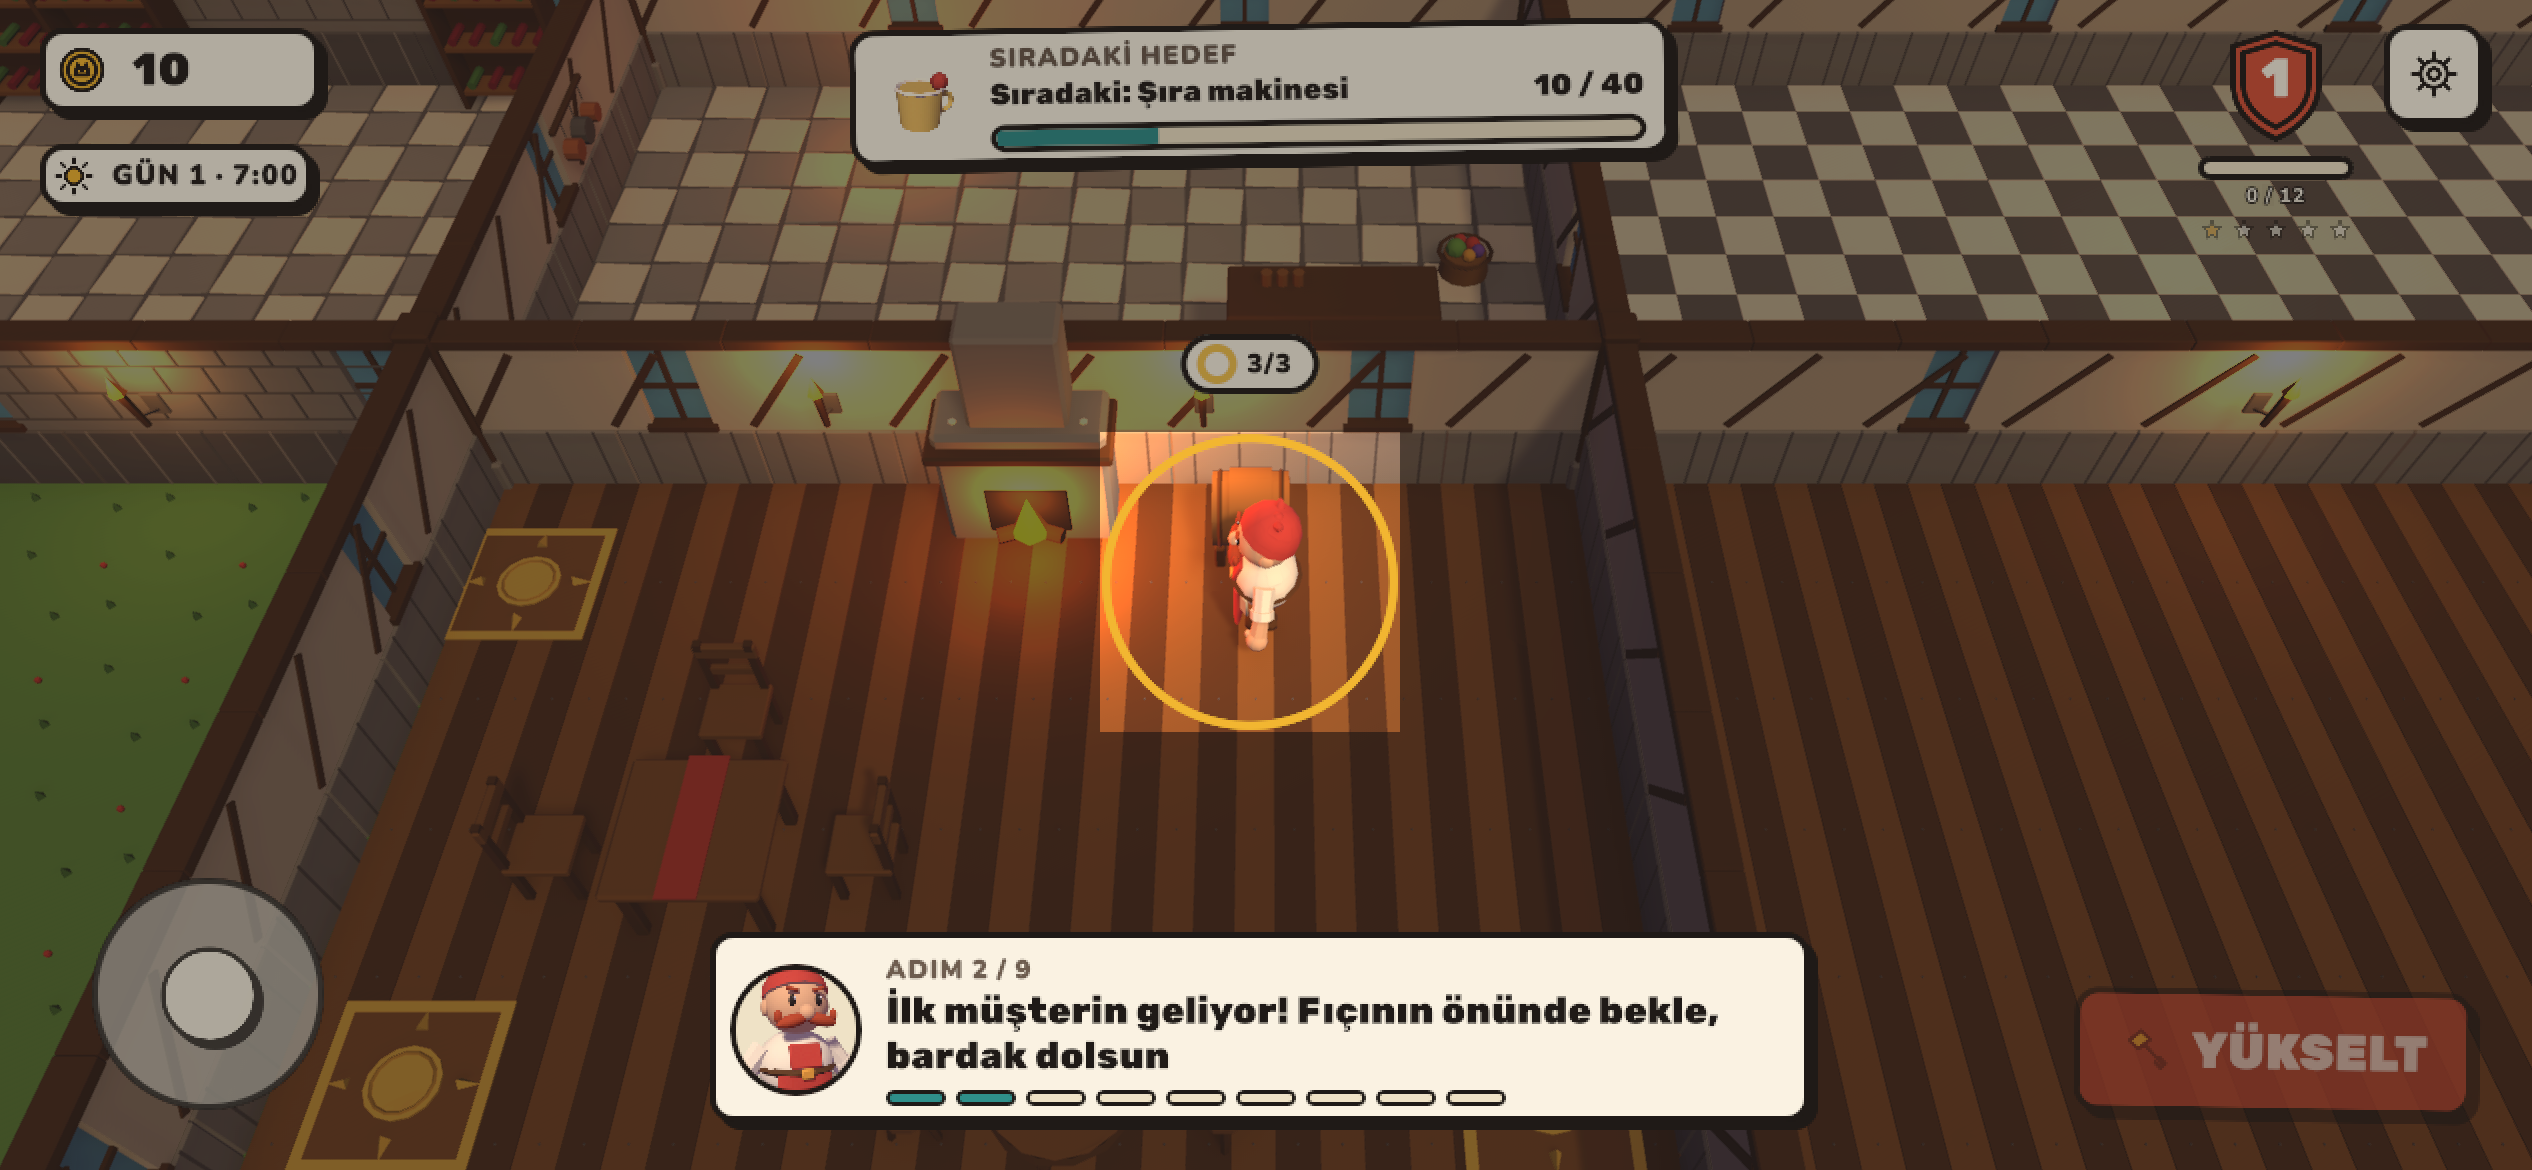 10
GÜN 1 · 7:00
SIRADAKİ HEDEF
Sıradaki: Şıra makinesi
10 / 40
1
0 / 12
3/3
ADIM 2 / 9
İlk müşterin geliyor! Fıçının önünde bekle,
bardak dolsun
YÜKSELT